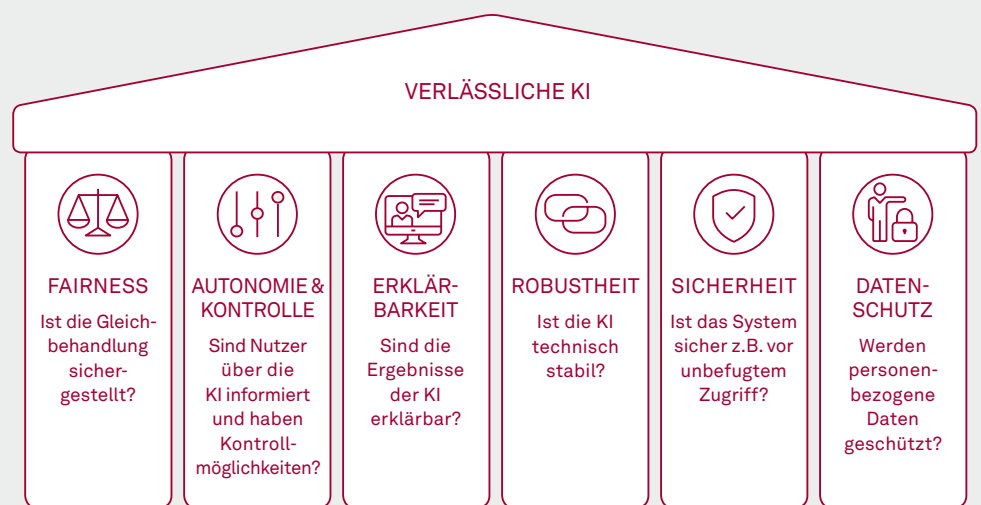 VERLÄSSLICHE KI
FAIRNESS
Ist die Gleich-
behandlung
sicher-
gestellt?
AUTONOMIE &
KONTROLLE
Sind Nutzer
über die
KI informiert
und haben
Kontroll-
möglichkeiten?
ERKLÄR-
BARKEIT
Sind die
Ergebnisse
der KI
erklärbar?
ROBUSTHEIT
Ist die KI
technisch
stabil?
SICHERHEIT
Ist das System
sicher z.B. vor
unbefugtem
Zugriff?
DATEN-
SCHUTZ
Werden
personen-
bezogene
Daten
geschützt?